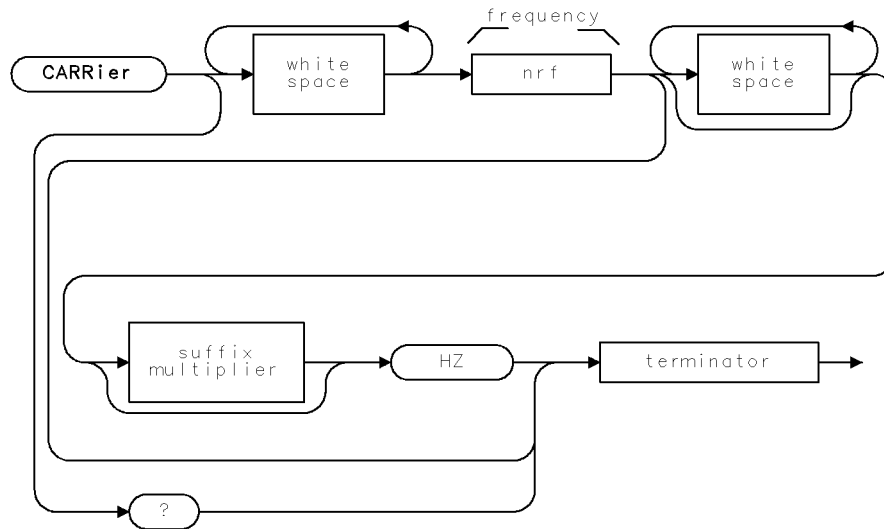 frequency
CARRier
white
space
nrf
white
space
suffix
multiplier
HZ
terminator
?